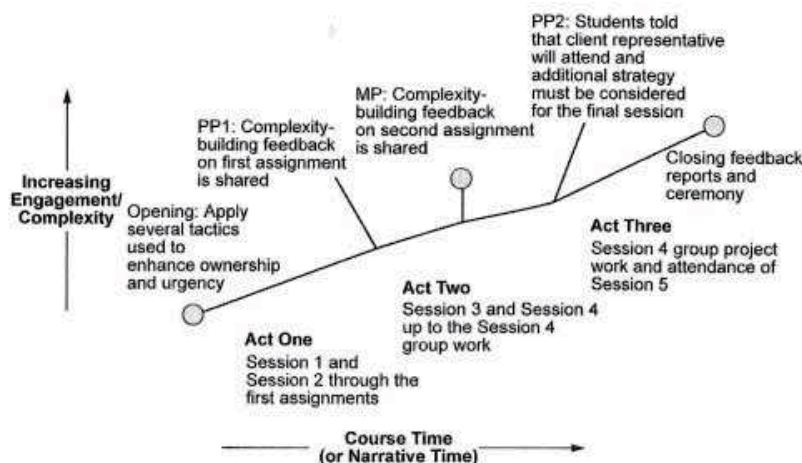 PP2: Students told
that client representative
will attend and
additional strategy
must be considered
for the final session
MP: Complexity-
building feedback
on second assignment
is shared
PP1: Complexity-
building feedback
on first assignment
is shared
Increasing
Engagement/
Complexity
Opening: Apply
several tactics
used to
enhance ownership
and urgency
Closing feedback
reports and
ceremony
Act One
Session 1 and
Session 2 through the
first assignments
Act Two
Session 3 and Session 4
up to the Session 4
group work
Act Three
Session 4 group project
work and attendance of
Session 5
Course Time
(or Narrative Time)